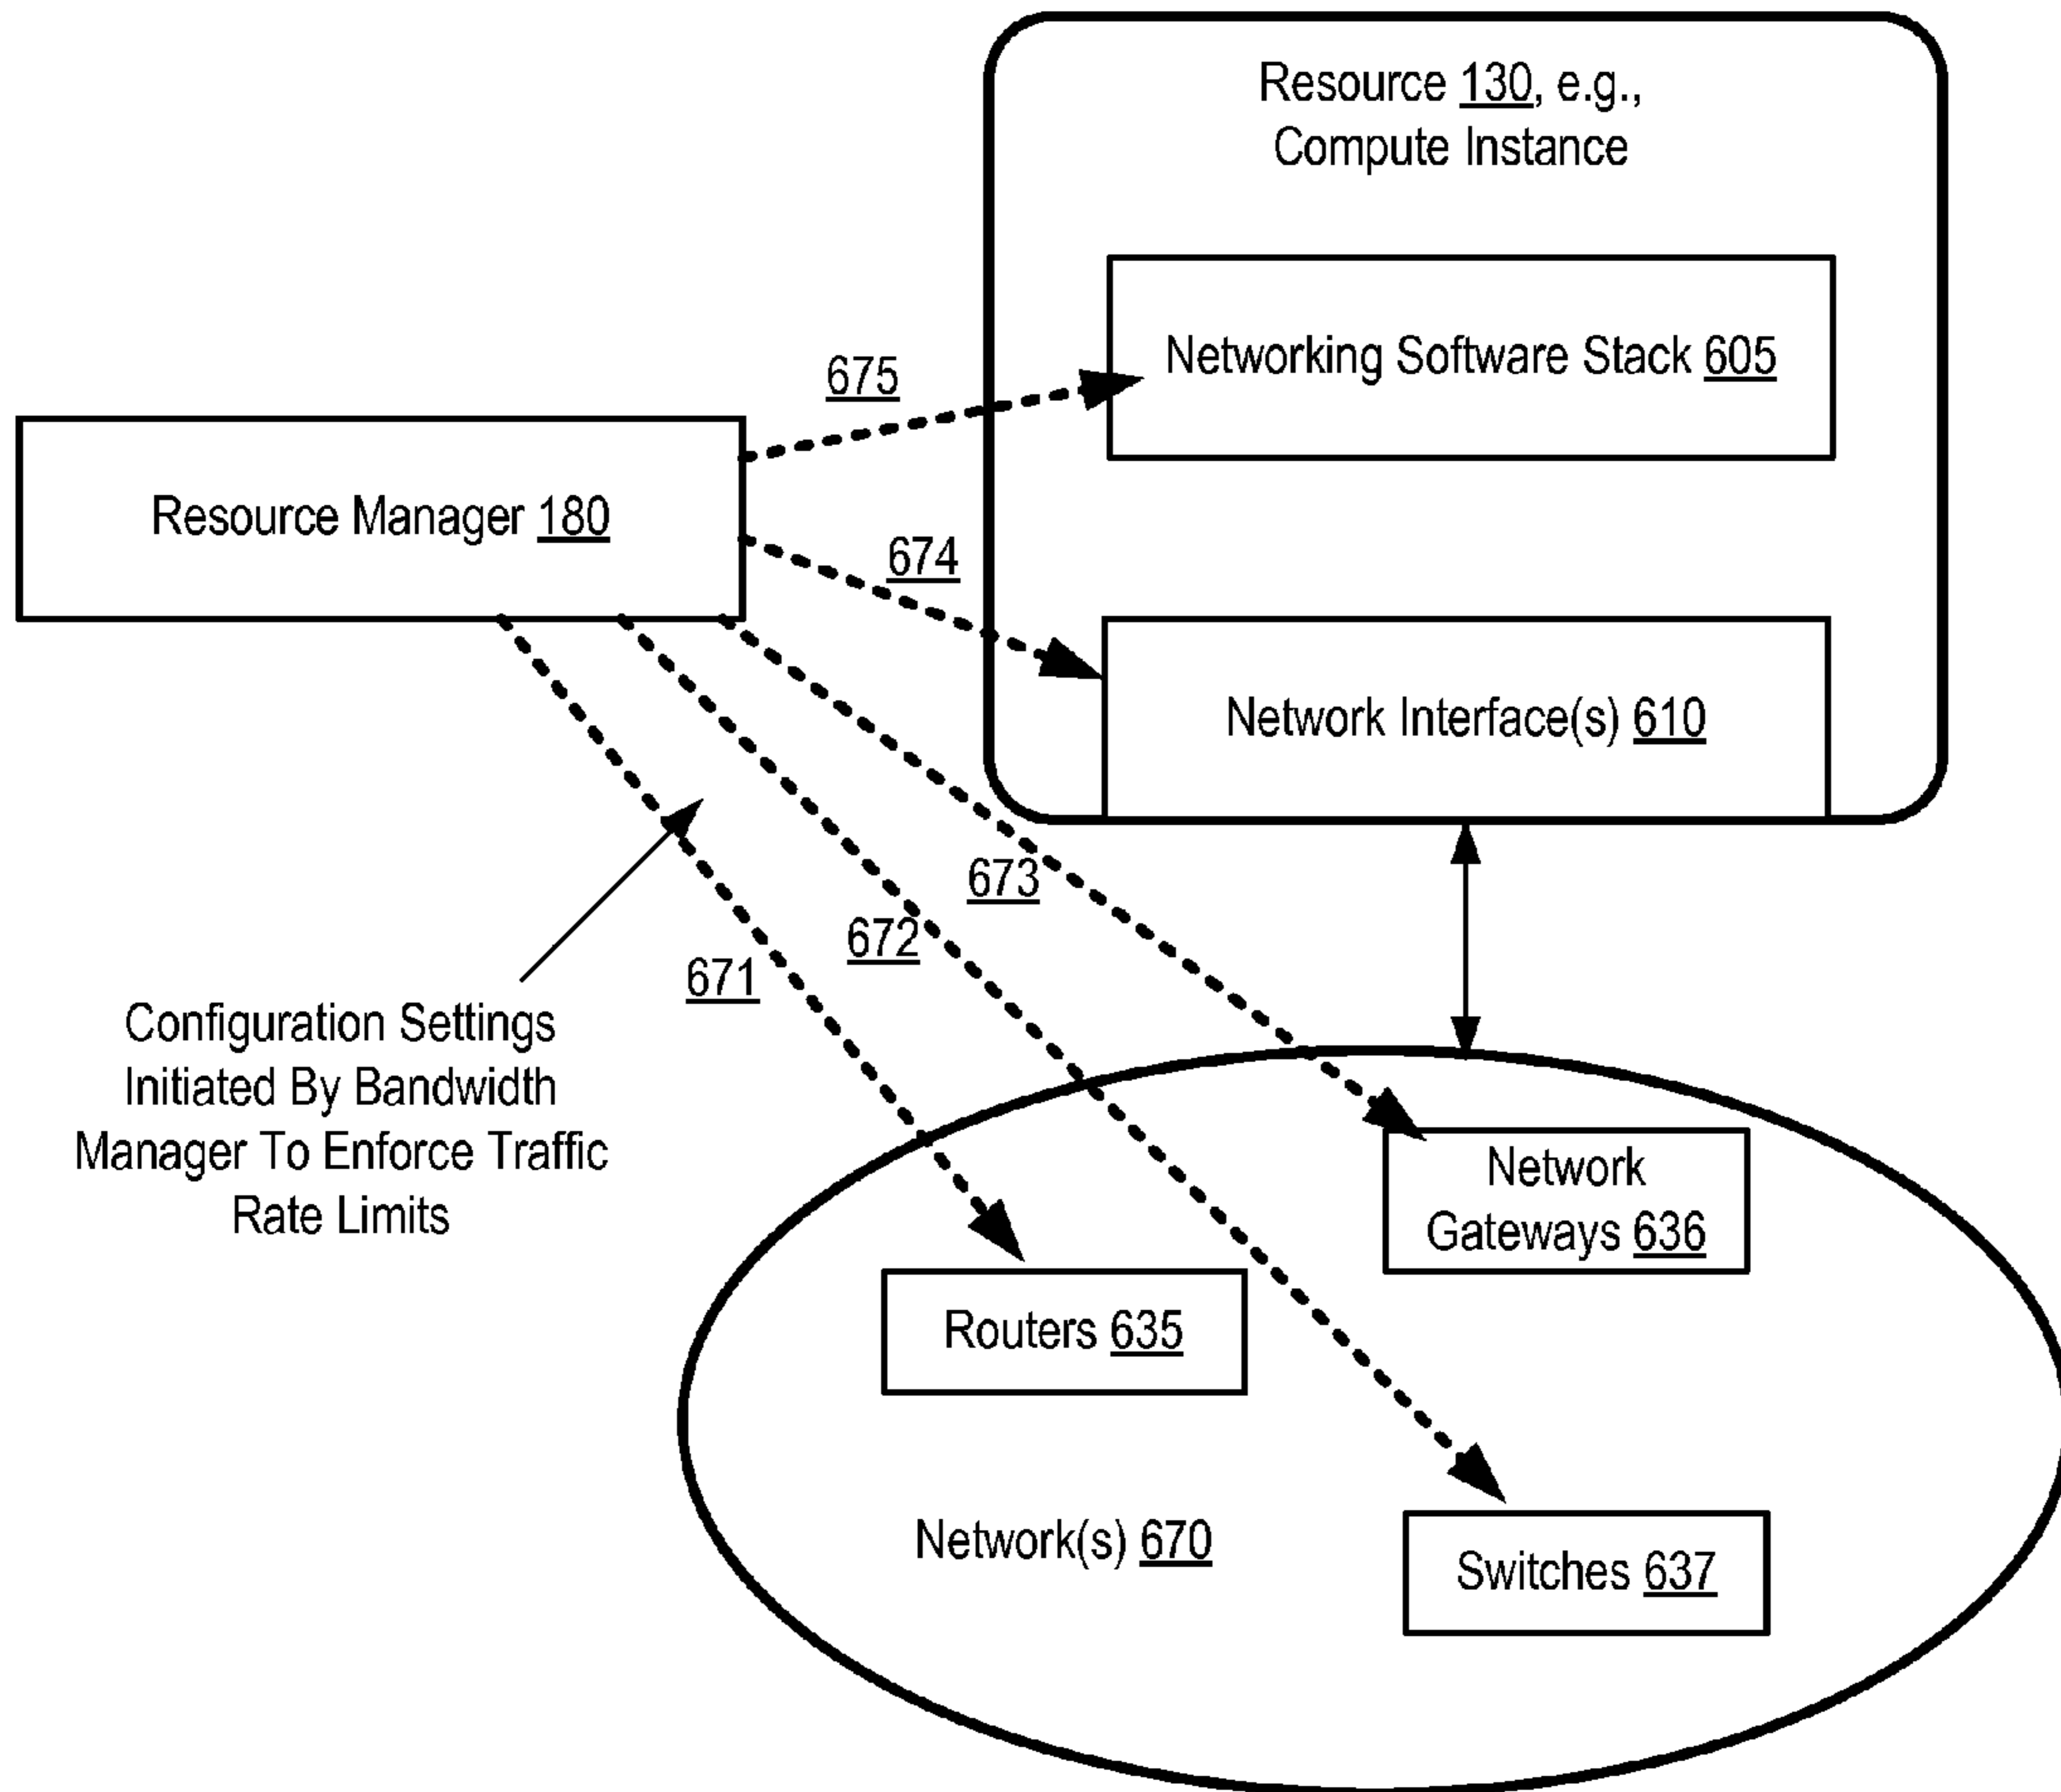 Resource 130, e.g.,
Compute Instance
Networking Software Stack 605
675
Resource Manager 180
674
Network Interface(s) 610
673
672
671
Configuration Settings
Initiated By Bandwidth
Manager To Enforce Traffic
Rate Limits
Network
Gateways 636
Routers 635
Network(s) 670
Switches 637